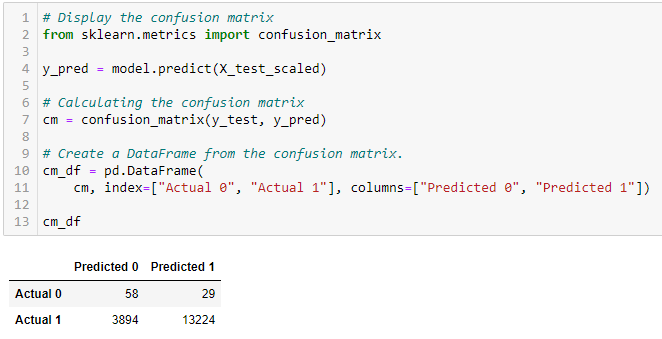 1 # Display the confusion matrix
2 from sklearn.metrics import confusion_matrix
3
4 y_pred = model.predict(X_test_scaled)
5
6 # Calculating the confusion matrix
7 cm = confusion_matrix(y_test, y_pred)
8
9 # Create a DataFrame from the confusion matrix.
10 cm_df = pd.DataFrame(
11     cm, index=["Actual 0", "Actual 1"], columns=["Predicted 0", "Predicted 1"])
12
13 cm_df
Predicted 0 Predicted 1
Actual 0 58 29
Actual 1 3894 13224